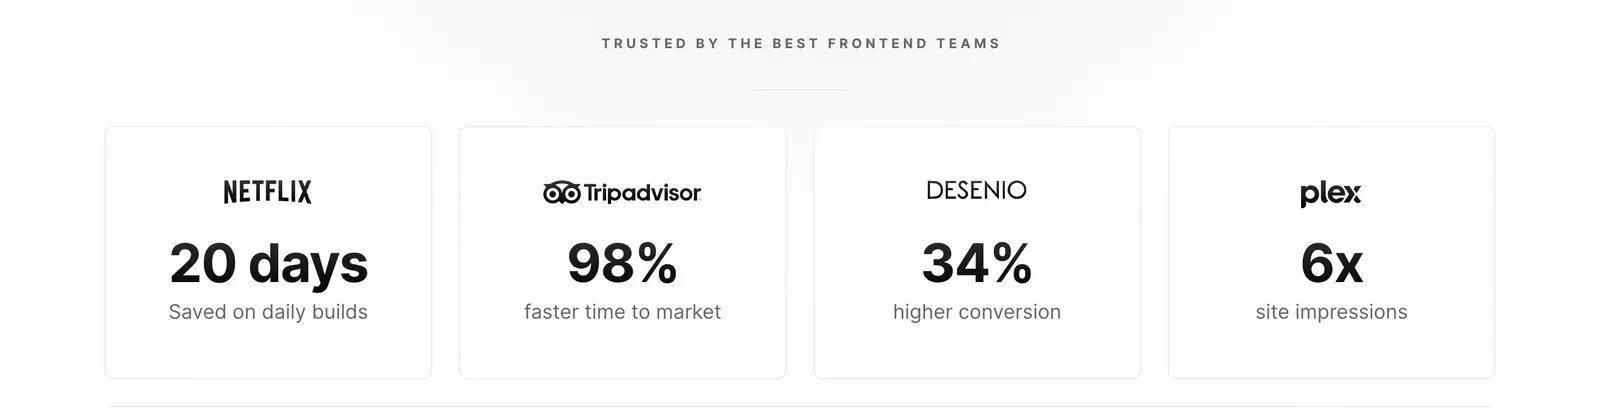 TRUSTED BY THE BEST FRONTEND TEAMS
NETFLIX
20 days
Saved on daily builds
Tripadvisor
98%
faster time to market
DESENIO
34%
higher conversion
plex
6x
site impressions